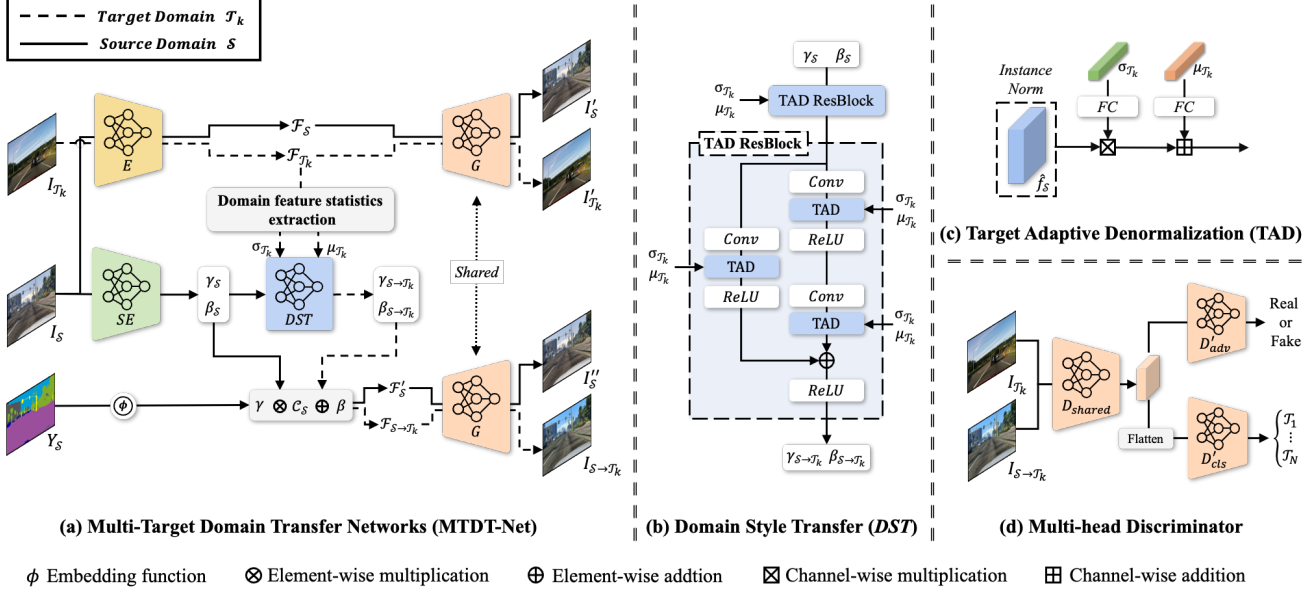 Target Domain 𝒯k
Source Domain 𝒮
I𝒯k
E
ℱ𝒮
ℱ𝒯k
G
I′𝒮
I′𝒯k
Domain feature statistics
extraction
σ𝒯k
μ𝒯k
Shared
I𝒮
SE
γ𝒮
β𝒮
DST
γ𝒮→𝒯k
β𝒮→𝒯k
Y𝒮
ϕ
γ ⊗ 𝒞𝒮 ⊕ β
ℱ′𝒮
ℱ𝒮→𝒯k
G
I′′𝒮
I𝒮→𝒯k
(a) Multi-Target Domain Transfer Networks (MTDT-Net)
γ𝒮 β𝒮
σ𝒯k
μ𝒯k
TAD ResBlock
TAD ResBlock
Conv
TAD
σ𝒯k
μ𝒯k
ReLU
Conv
σ𝒯k
μ𝒯k
TAD
ReLU
Conv
TAD
σ𝒯k
μ𝒯k
ReLU
γ𝒮→𝒯k β𝒮→𝒯k
(b) Domain Style Transfer (DST)
Instance
Norm
σ𝒯k
μ𝒯k
FC
FC
f̂𝒮
(c) Target Adaptive Denormalization (TAD)
I𝒯k
I𝒮→𝒯k
Dshared
D′adv
Real
or
Fake
Flatten
D′cls
𝒯1
⋮
𝒯N
(d) Multi-head Discriminator
ϕ Embedding function
⊗ Element-wise multiplication
⊕ Element-wise addtion
⊠ Channel-wise multiplication
⊞ Channel-wise addition